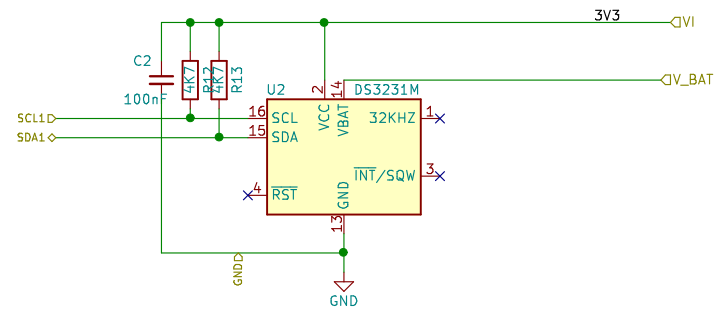 3V3
VI
C2
4K7
R12
4K7
R13
100nF
U2
2
14
DS3231M
V_BAT
SCL1
16
SCL
VCC
VBAT
32KHZ
1
SDA1
15
SDA
INT/SQW
3
4
RST
GND
13
GND
GND